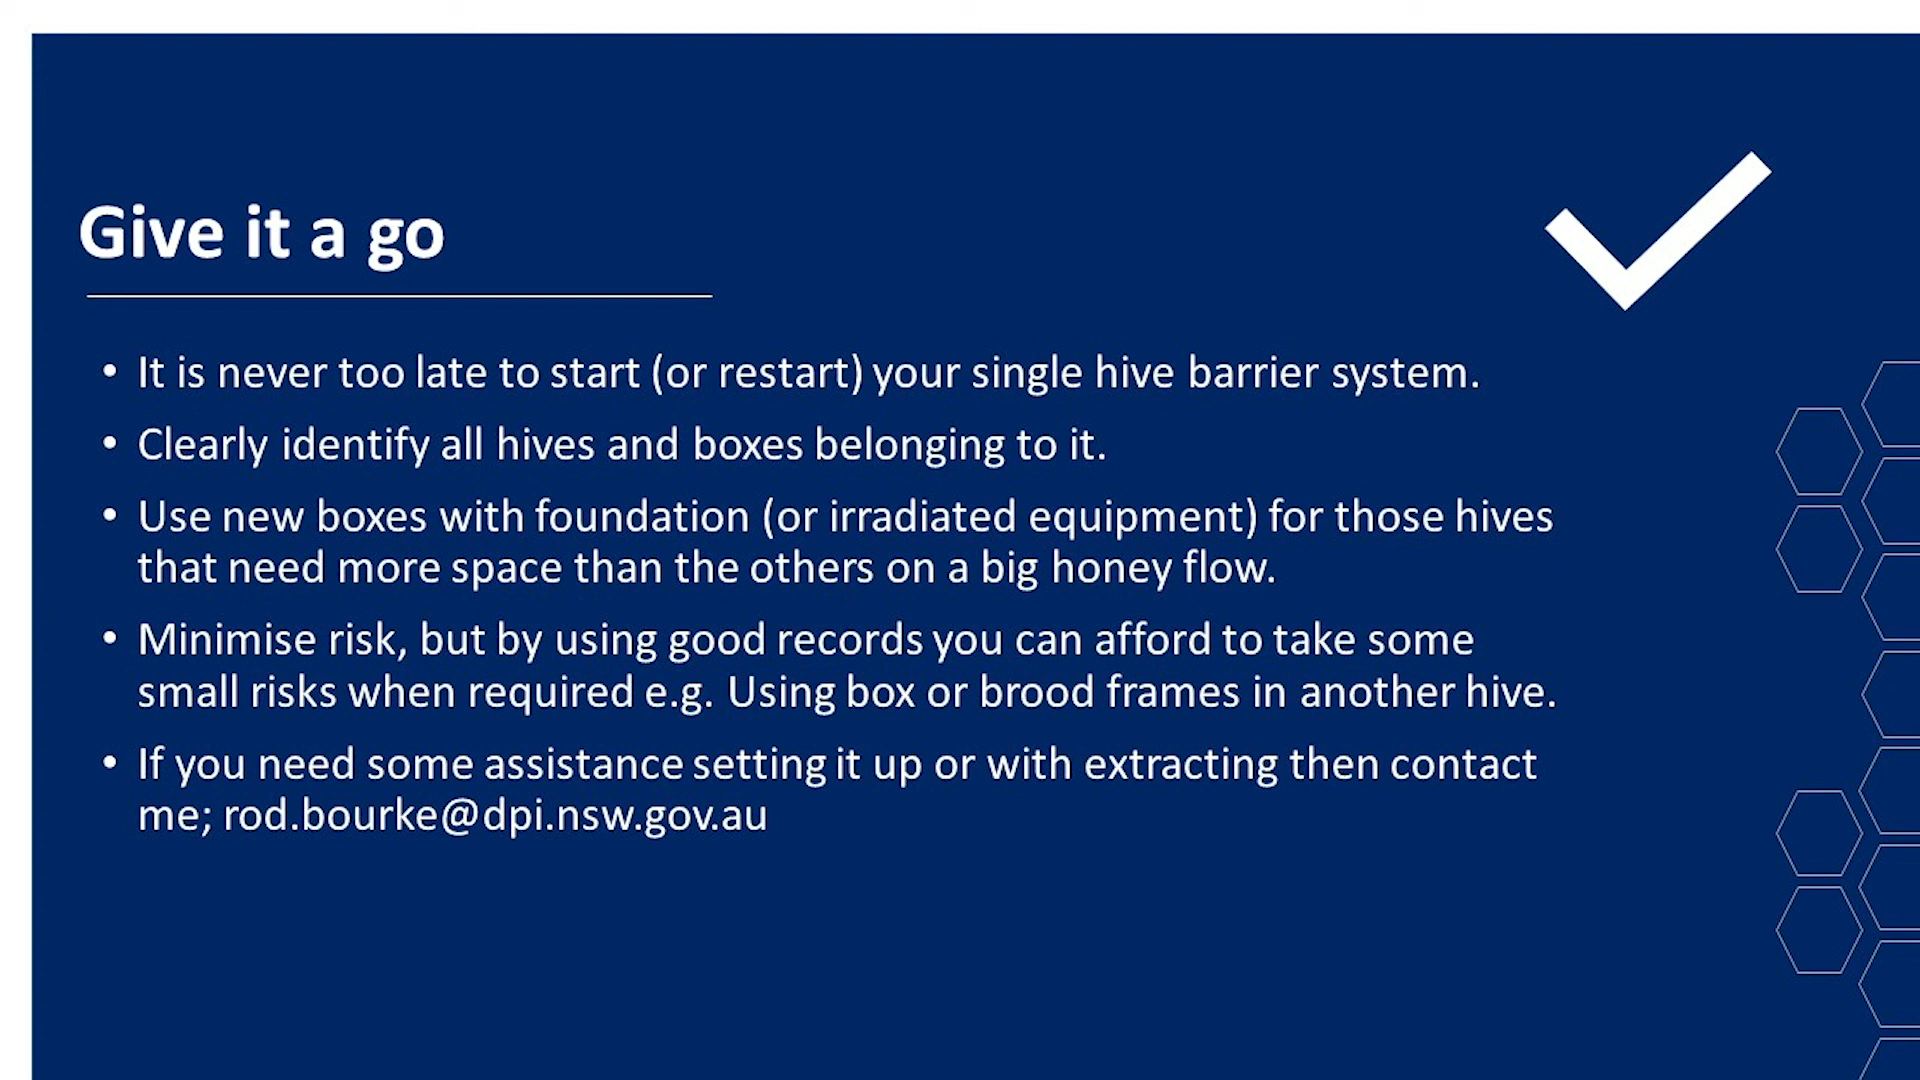 Give it a go
• It is never too late to start (or restart) your single hive barrier system.
• Clearly identify all hives and boxes belonging to it.
• Use new boxes with foundation (or irradiated equipment) for those hives
that need more space than the others on a big honey flow.
• Minimise risk, but by using good records you can afford to take some
small risks when required e.g. Using box or brood frames in another hive.
• If you need some assistance setting it up or with extracting then contact
me; rod.bourke@dpi.nsw.gov.au